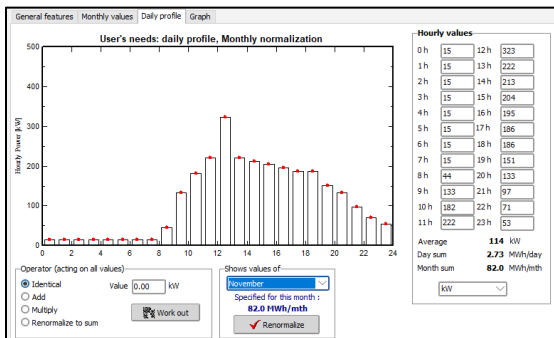 General features Monthly values Daily profile Graph
User's needs: daily profile, Monthly normalization
Hourly Power [kW]
500
400
300
200
100
0
0 2 4 6 8 10 12 14 16 18 20 22 24
Hourly values
0 h 15 12 h 323
1 h 15 13 h 222
2 h 15 14 h 213
3 h 15 15 h 204
4 h 15 16 h 195
5 h 15 17 h 186
6 h 15 18 h 186
7 h 15 19 h 151
8 h 44 20 h 133
9 h 133 21 h 97
10 h 182 22 h 71
11 h 222 23 h 53
Average 114 kW
Day sum 2.73 MWh/day
Month sum 82.0 MWh/mth
kW
Operator (acting on all values)
Identical
Add
Multiply
Renormalize to sum
Value 0.00 kW
Work out
Shows values of
November
Specified for this month :
82.0 MWh/mth
Renormalize